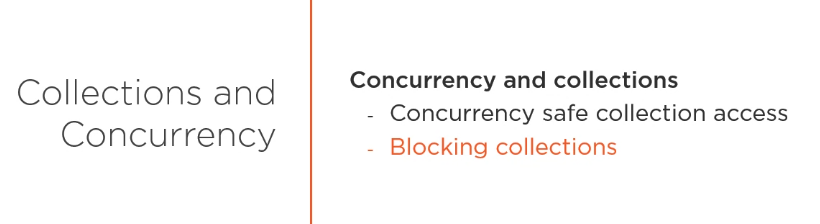 Collections and
Concurrency
Concurrency and collections
- Concurrency safe collection access
- Blocking collections